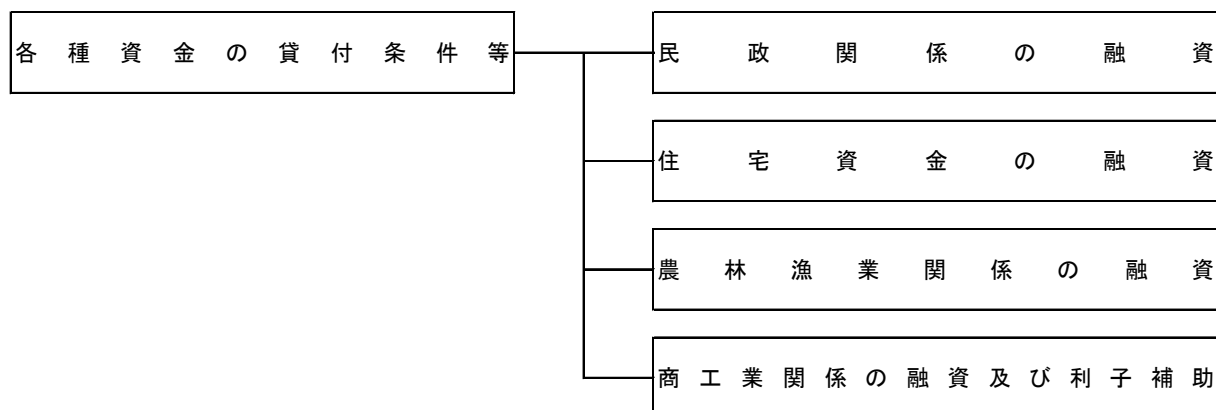 各種資金の貸付条件等
民政関係の融資
住宅資金の融資
農林漁業関係の融資
商工業関係の融資及び利子補助